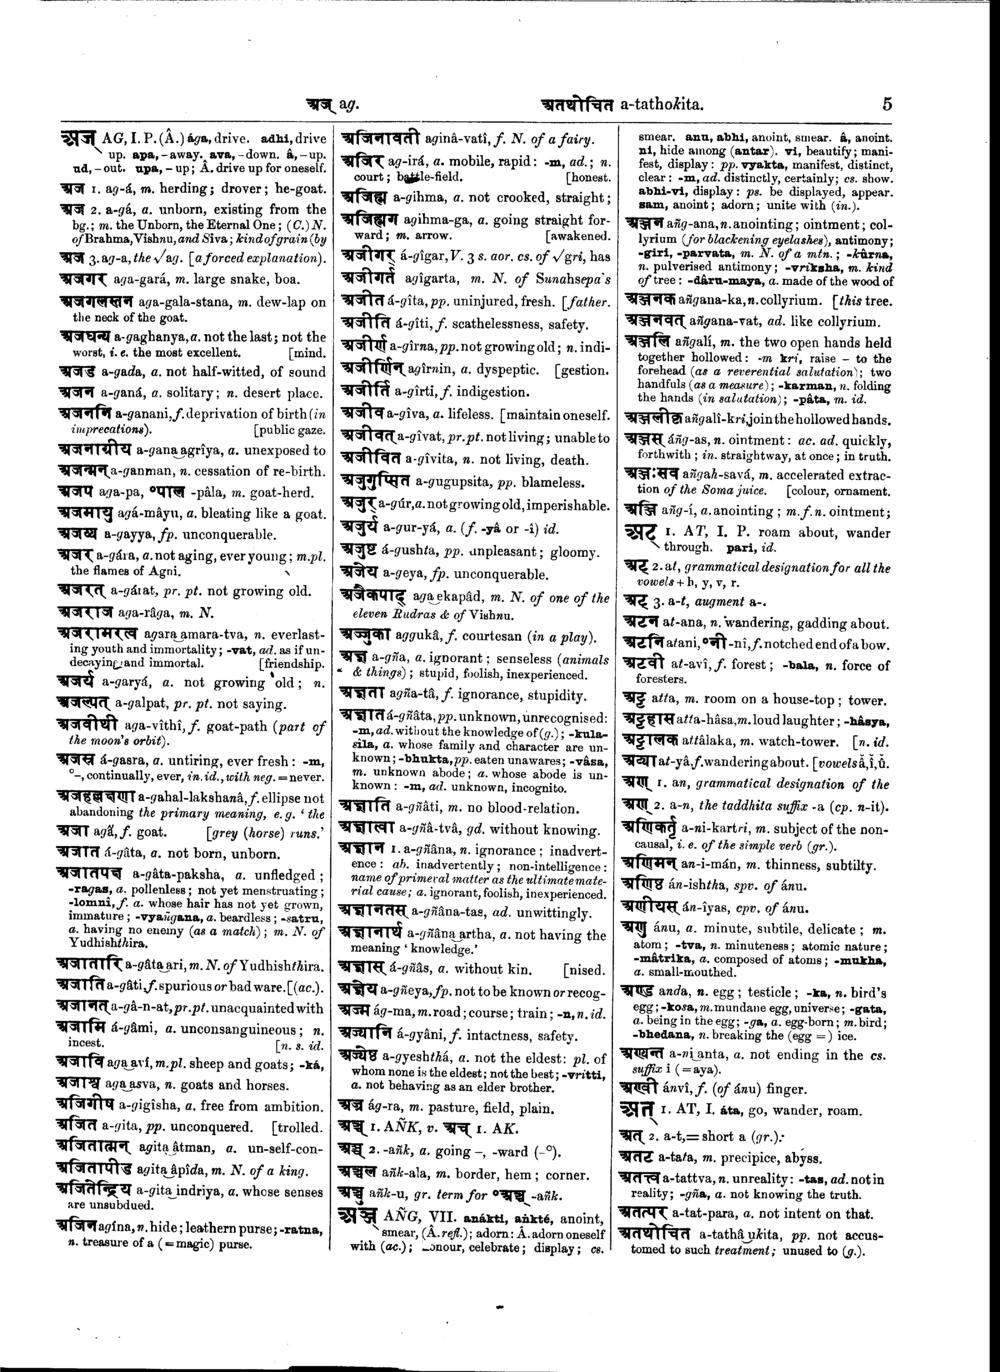 अज् ag.
अतथोचित a-tathokita.
5
अज् AG, I. P. (Â.) ága, drive. adhi, drive
up. apa, – away. ava, – down. â, – up.
ud, – out. upa, – up; Â. drive up for oneself.
अज 1. ag-á, m. herding; drover; he-goat.
अज 2. a-gá, a. unborn, existing from the
bg.; m. the Unborn, the Eternal One; (C.) N.
of Brahma, Vishnu, and Siva; kind of grain (by
अज 3. ag-a, the √ag. [a forced explanation).
अजगर aga-gará, m. large snake, boa.
अजगलस्तन aga-gala-stana, m. dew-lap on
the neck of the goat.
अजघन्य a-gaghanya, a. not the last; not the
worst, i. e. the most excellent. [mind.
अजड a-gada, a. not half-witted, of sound
अजन a-ganá, a. solitary; n. desert place.
अजननि a-ganani, f. deprivation of birth (in
imprecations). [public gaze.
अजनाग्रीय a-gana‿agrîya, a. unexposed to
अजन्मन् a-ganman, n. cessation of re-birth.
अजप aga-pa, °पाल -pâla, m. goat-herd.
अजमायु agá-mâyu, a. bleating like a goat.
अजय्य a-gayya, fp. unconquerable.
अजर a-gára, a. not aging, ever young; m. pl.
the flames of Agni.
अजरत् a-gárat, pr. pt. not growing old.
अजराज aga-râga, m. N.
अजरामरत्व agara‿amara-tva, n. everlast-
ing youth and immortality; -vat, ad. as if un-
decaying and immortal. [friendship.
अजर्य a-garyá, a. not growing old; n.
अजल्पत् a-galpat, pr. pt. not saying.
अजवीथी aga-vîthî, f. goat-path (part of
the moon's orbit).
अजस्र á-gasra, a. untiring, ever fresh: -m,
°-, continually, ever, in. id., with neg. = never.
अजहल्लक्षणा a-gahal-lakshanâ, f. ellipse not
abandoning the primary meaning, e. g. ‘the
अजा agấ, f. goat. [grey (horse) runs.’
अजात á-gâta, a. not born, unborn.
अजातपक्ष a-gâta-paksha, a. unfledged;
-ragas, a. pollenless; not yet menstruating;
-lomni, f. a. whose hair has not yet grown,
immature; -vyañgana, a. beardless; -satru,
a. having no enemy (as a match); m. N. of
Yudhishthira.
अजातारि a-gâta‿ari, m. N. of Yudhishthira.
अजाति a-gâti, f. spurious or bad ware. [(ac.).
अजानत् a-gâ-n-at, pr. pt. unacquainted with
अजामि á-gâmi, a. unconsanguineous; n.
incest. [n. s. id.
अजावि aga‿aví, m. pl. sheep and goats; -ká,
अजाश्व aga‿asva, n. goats and horses.
अजिगीष a-gigîsha, a. free from ambition.
अजित a-gita, pp. unconquered. [trolled.
अजितात्मन् agita‿âtman, a. un-self-con-
अजितापीड agita‿âpîda, m. N. of a king.
अजितेन्द्रिय a-gita‿indriya, a. whose senses
are unsubdued.
अजिन agína, n. hide; leathern purse; -ratna,
n. treasure of a (= magic) purse.
अजिनावती aginâ-vatî, f. N. of a fairy.
अजिर ag-irá, a. mobile, rapid: -m, ad.; n.
court; battle-field. [honest.
अजिह्म a-gihma, a. not crooked, straight;
अजिह्मग agihma-ga, a. going straight for-
ward; m. arrow. [awakened.
अजीगर् á-gîgar, V. 3 s. aor. cs. of √gri, has
अजीगर्त agîgarta, m. N. of Sunahsepa's
अजीत á-gîta, pp. uninjured, fresh. [father.
अजीति á-gîti, f. scathelessness, safety.
अजीर्ण a-gîrna, pp. not growing old; n. indi-
अजीर्णिन् agîrnin, a. dyspeptic. [gestion.
अजीर्ति a-gîrti, f. indigestion.
अजीव a-gîva, a. lifeless. [maintain oneself.
अजीवत् a-gîvat, pr. pt. not living; unable to
अजीवित a-gîvita, n. not living, death.
अजुगुप्सित a-gugupsita, pp. blameless.
अजुर a-gúr, a. not growing old, imperishable.
अजुर्य a-gur-yá, a. (f. -yâ or -î) id.
अजुष्ट á-gushta, pp. unpleasant; gloomy.
अजेय a-geya, fp. unconquerable.
अजैकपाद् aga‿ekapâd, m. N. of one of the
eleven Rudras & of Vishnu.
अज्जुका aggukâ, f. courtesan (in a play).
अज्ञ a-gña, a. ignorant; senseless (animals
& things); stupid, foolish, inexperienced.
अज्ञता agña-tâ, f. ignorance, stupidity.
अज्ञात á-gñâta, pp. unknown, unrecognised:
-m, ad. without the knowledge of (g.); -kula-
sila, a. whose family and character are un-
known; -bhukta, pp. eaten unawares; -vâsa,
m. unknown abode; a. whose abode is un-
known: -m, ad. unknown, incognito.
अज्ञाति a-gñâti, m. no blood-relation.
अज्ञात्वा a-gñâ-tvâ, gd. without knowing.
अज्ञान 1. a-gñâna, n. ignorance; inadvert-
ence: ab. inadvertently; non-intelligence:
name of primeral matter as the ultimate mate-
rial cause; a. ignorant, foolish, inexperienced.
अज्ञानतस् a-gñâna-tas, ad. unwittingly.
अज्ञानार्थ a-gñâna‿artha, a. not having the
meaning ‘knowledge.’
अज्ञास् á-gñâs, a. without kin. [nised.
अज्ञेय a-gñeya, fp. not to be known or recog-
अज्म ág-ma, m. road; course; train; -n, n. id.
अज्यानि á-gyâni, f. intactness, safety.
अज्येष्ठ a-gyeshthá, a. not the eldest: pl. of
whom none is the eldest; not the best; -vritti,
a. not behaving as an elder brother.
अज्र ág-ra, m. pasture, field, plain.
अञ्च् 1. AÑK, v. अच् 1. AK.
अञ्च् 2. -añk, a. going –, -ward (-°).
अञ्चल añk-ala, m. border, hem; corner.
अञ्चु añk-u, gr. term for °अञ्च् -añk.
अञ्ज् AÑG, VII. anákti, aṅkté, anoint,
smear, (Â. refl.); adorn: Â. adorn oneself
with (ac.); honour, celebrate; display; cs.
smear. anu, abhi, anoint, smear. â, anoint.
ni, hide among (antar). vi, beautify; mani-
fest, display: pp. vyakta, manifest, distinct,
clear: -m, ad. distinctly, certainly; cs. show.
abhi-vi, display: ps. be displayed, appear.
sam, anoint; adorn; unite with (in.).
अञ्जन añg-ana, n. anointing; ointment; col-
lyrium (for blackening eyelashes), antimony;
-giri, -parvata, m. N. of a mtn.; -kûrna,
n. pulverised antimony; -vriksha, m. kind
of tree: -dâru-maya, a. made of the wood of
अञ्जनक añgana-ka, n. collyrium. [this tree.
अञ्जनवत् añgana-vat, ad. like collyrium.
अञ्जलि añgalí, m. the two open hands held
together hollowed: -m kri, raise – to the
forehead (as a reverential salutation); two
handfuls (as a measure); -karman, n. folding
the hands (in salutation); -pâta, m. id.
अञ्जलीकृ añgalî-kri, join the hollowed hands.
अञ्जस् áñg-as, n. ointment: ac. ad. quickly,
forthwith; in. straightway, at once; in truth.
अञ्जःसव añgah-savá, m. accelerated extrac-
tion of the Soma juice. [colour, ornament.
अञ्जि añg-í, a. anointing; m. f. n. ointment;
अट् 1. AT, I. P. roam about, wander
through. pari, id.
अट् 2. at, grammatical designation for all the
vowels + h, y, v, r.
अट् 3. a-t, augment a-.
अटन at-ana, n. wandering, gadding about.
अटनि atani, °नी -nî, f. notched end of a bow.
अटवी at-avî, f. forest; -bala, n. force of
foresters.
अट्ट atta, m. room on a house-top; tower.
अट्टहास atta-hâsa, m. loud laughter; -hâsya,
अट्टालक attâlaka, m. watch-tower. [n. id.
अट्या at-yâ, f. wandering about. [vowels ă, ĭ, ŭ.
अण् 1. an, grammatical designation of the
अण् 2. a-n, the taddhita suffix -a (cp. n-it).
अणिकर्तृ a-ni-kartri, m. subject of the non-
causal, i. e. of the simple verb (gr.).
अणिमन् an-i-mán, m. thinness, subtilty.
अणिष्ठ án-ishtha, spv. of ánu.
अणीयस् án-îyas, cpv. of ánu.
अणु ánu, a. minute, subtile, delicate; m.
atom; -tva, n. minuteness; atomic nature;
-mâtrika, a. composed of atoms; -mukha,
a. small-mouthed.
अण्ड anda, n. egg; testicle; -ka, n. bird's
egg; -kosa, m. mundane egg, universe; -gata,
a. being in the egg; -ga, a. egg-born; m. bird;
-bhedana, n. breaking the (egg =) ice.
अण्यन्त a-ni‿anta, a. not ending in the cs.
suffix i (= aya).
अण्वी ánvî, f. (of ánu) finger.
अत् 1. AT, I. áta, go, wander, roam.
अत् 2. a-t, = short a (gr.).
अतट a-tata, m. precipice, abyss.
अतत्त्व a-tattva, n. unreality: -tas, ad. not in
reality; -gña, a. not knowing the truth.
अतत्पर a-tat-para, a. not intent on that.
अतथोचित a-tathâ‿ukita, pp. not accus-
tomed to such treatment; unused to (g.).